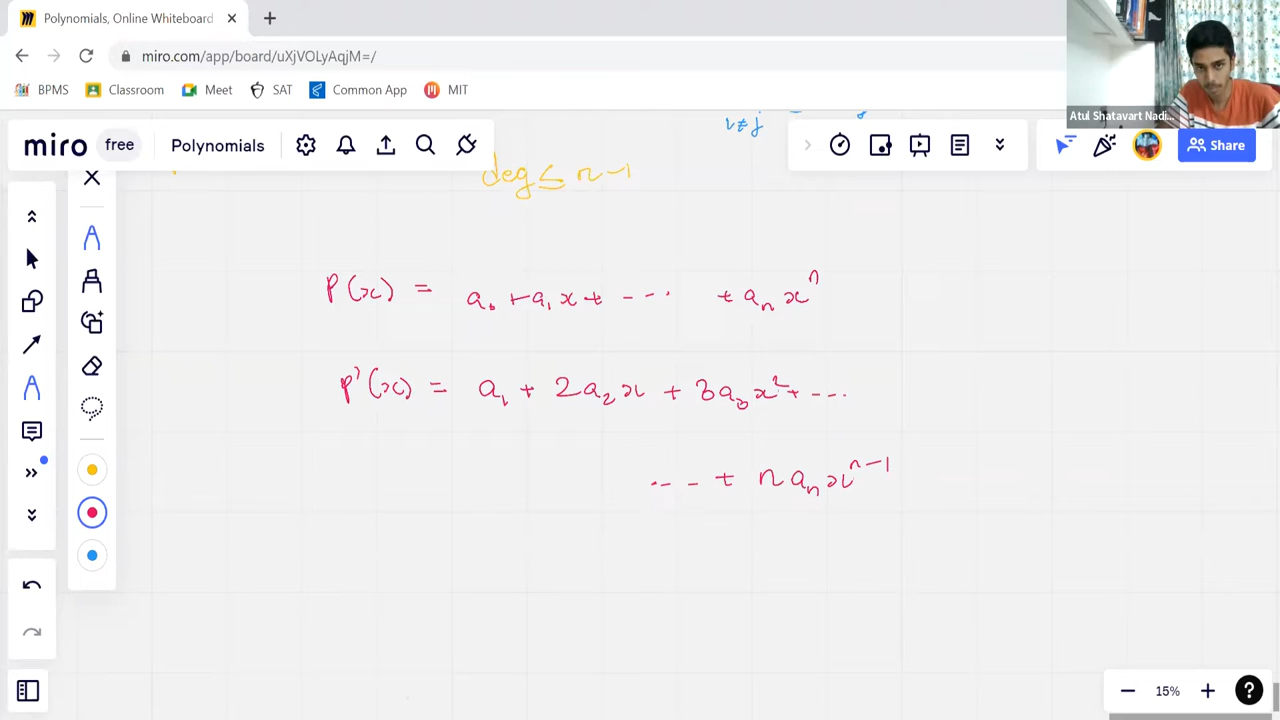 Polynomials, Online Whiteboard
miro.com/app/board/uXjVOLyAqjM=/
BPMS Classroom Meet SAT Common App MIT
Atul Shatavart Nadi...
miro free Polynomials Share
deg ≤ n-1
P(x) = a₀ + a₁x + ---- + aₙxⁿ
P'(x) = a₁ + 2a₂x + 3a₃x² + ----
---- + n aₙxⁿ⁻¹
15%